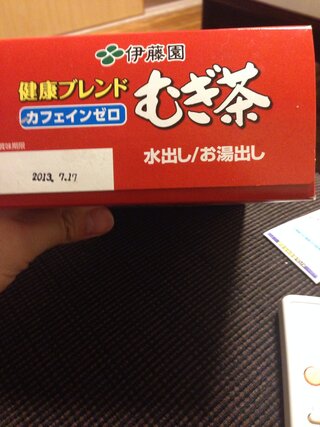 伊藤園
健康ブレンド
カフェインゼロ
むぎ茶
賞味期限
2013. 7.17
水出し/お湯出し